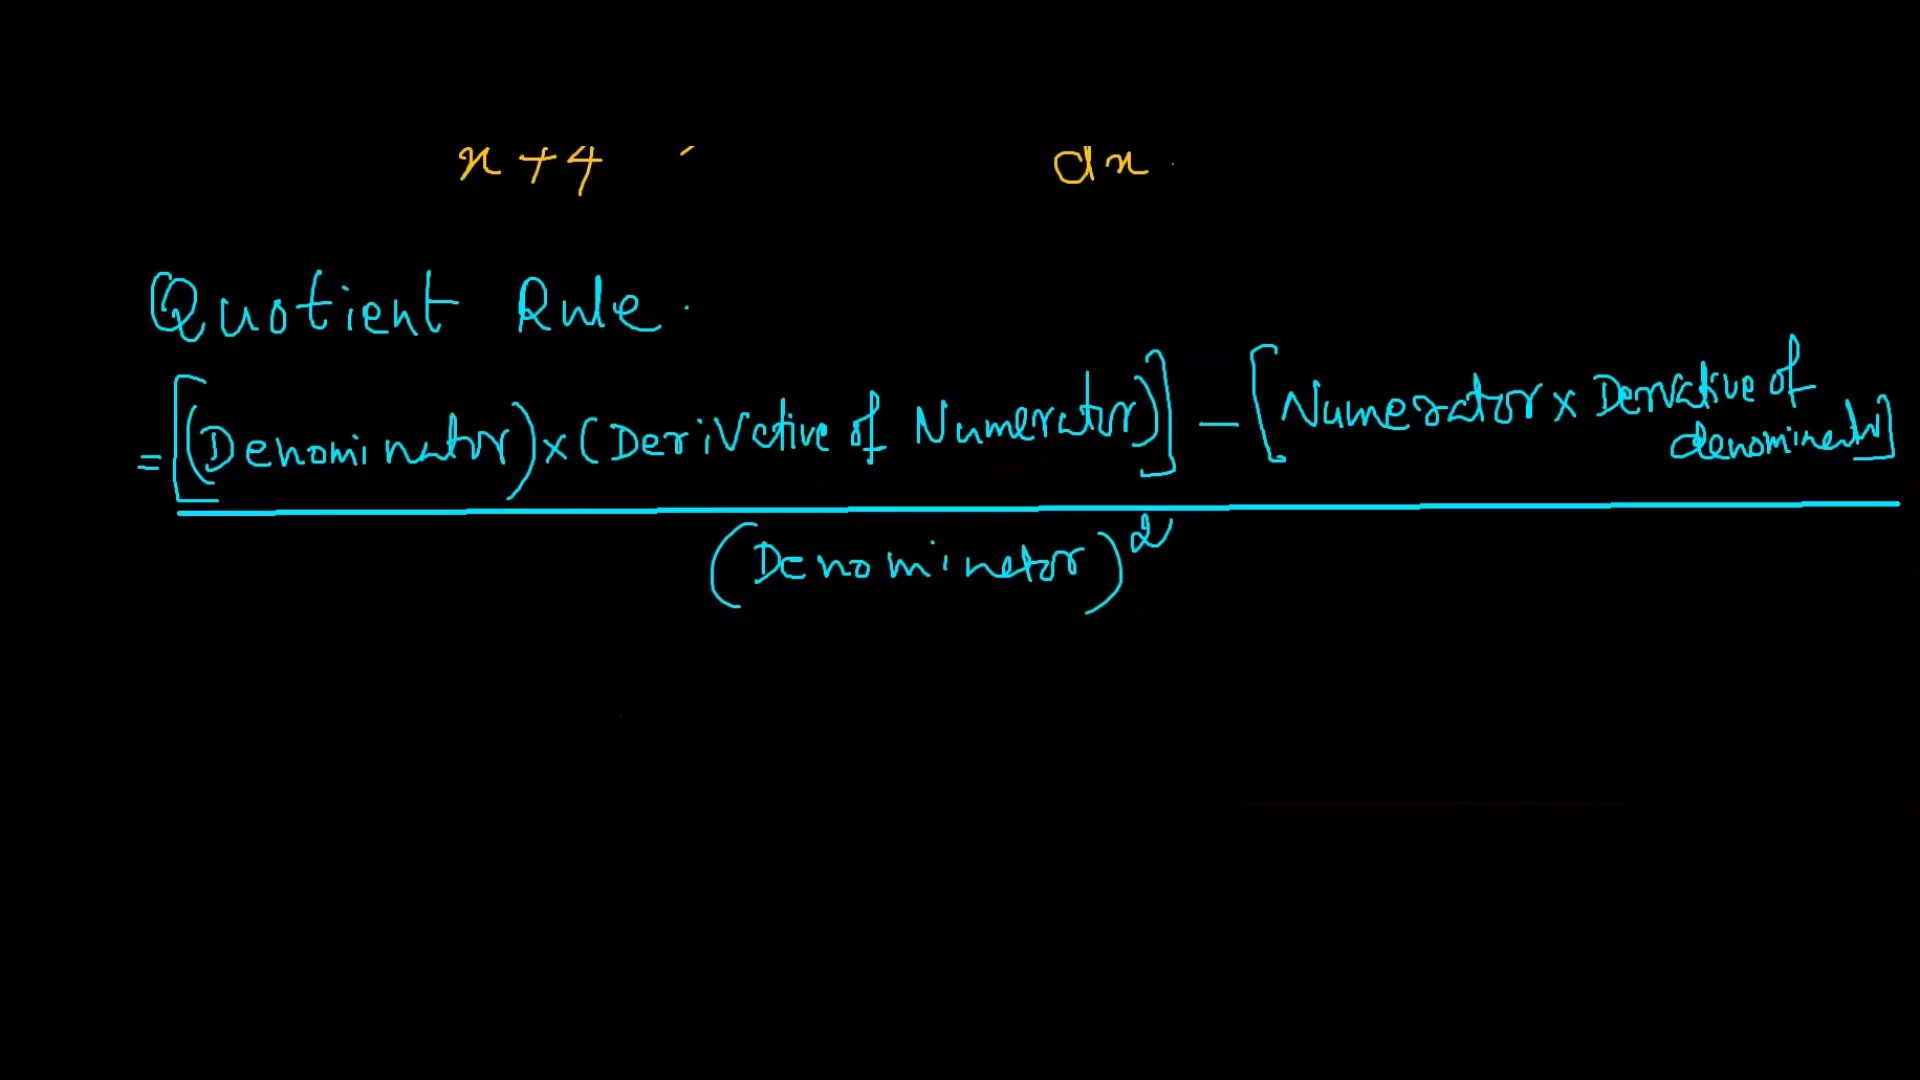 x + 4 dx
Quotient Rule.
= [(Denominator) x (Derivative of Numerator)] - [Numerator x Derivative of
denominator]
(Denominator)²